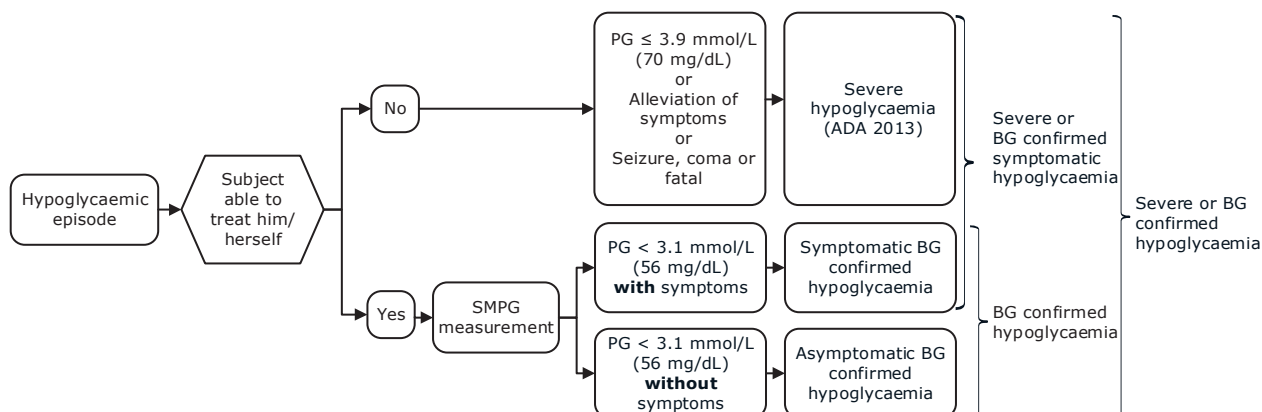 Hypoglycaemic
episode
Subject
able to
treat him/
herself
No
PG ≤ 3.9 mmol/L
(70 mg/dL)
or
Alleviation of
symptoms
or
Seizure, coma or
fatal
Severe
hypoglycaemia
(ADA 2013)
Yes
SMPG
measurement
PG < 3.1 mmol/L
(56 mg/dL)
with symptoms
Symptomatic BG
confirmed
hypoglycaemia
PG < 3.1 mmol/L
(56 mg/dL)
without
symptoms
Asymptomatic BG
confirmed
hypoglycaemia
Severe or
BG confirmed
symptomatic
hypoglycaemia
BG confirmed
hypoglycaemia
Severe or BG
confirmed
hypoglycaemia